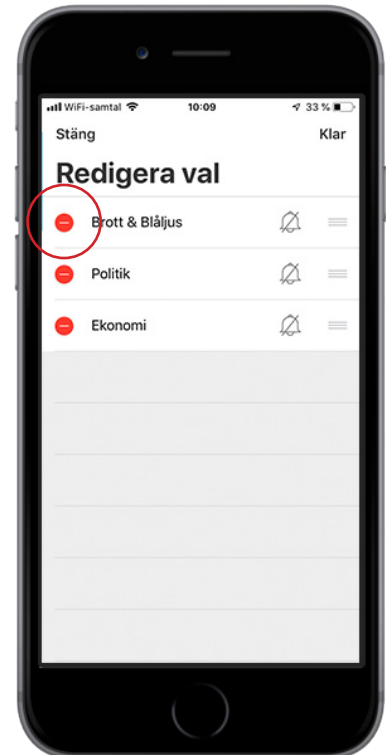 WiFi-samtal 10:09 33 %
Stäng Klar
Redigera val
Brott & Blåljus
Politik
Ekonomi